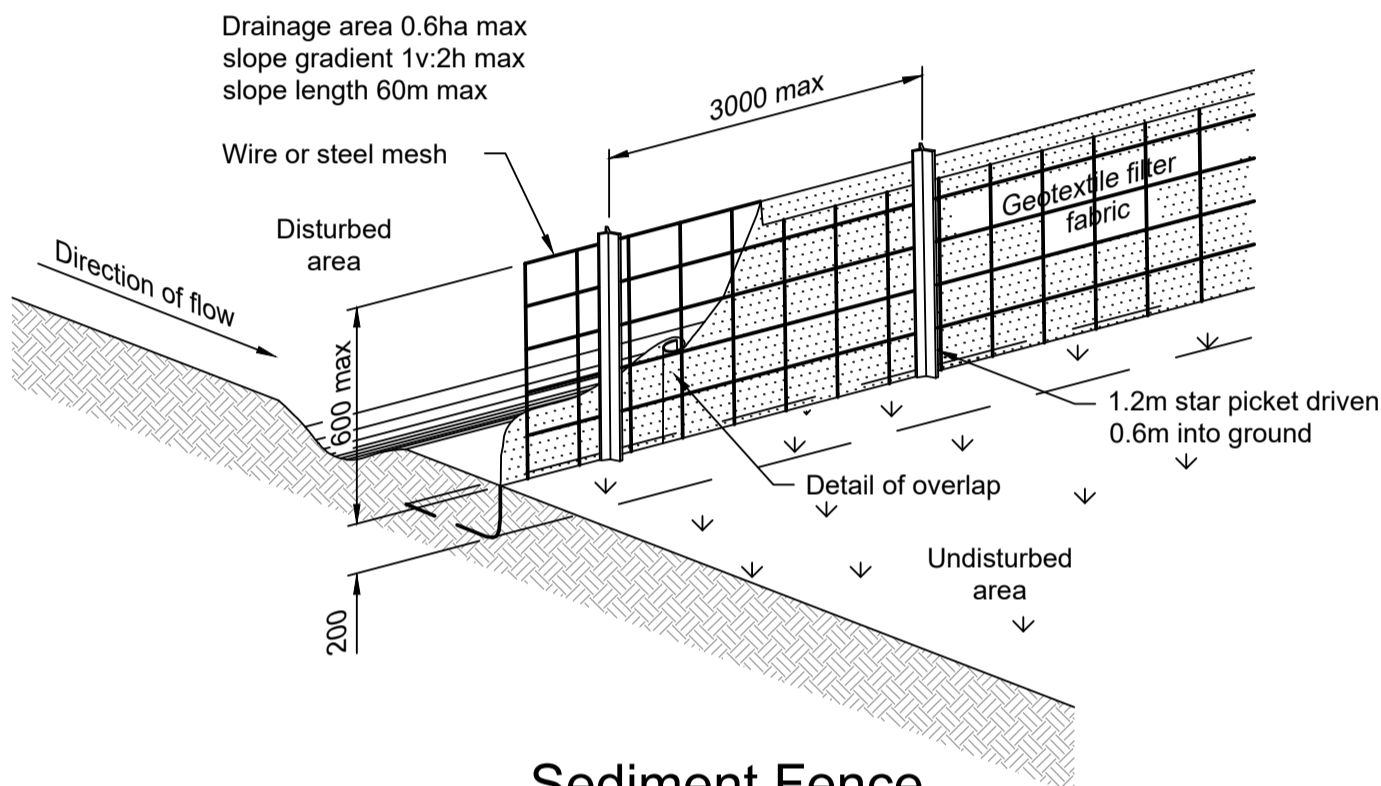 Drainage area 0.6ha max
slope gradient 1v:2h max
slope length 60m max
3000 max
Wire or steel mesh
Geotextile filter
fabric
Disturbed
area
Direction of flow
600 max
1.2m star picket driven
0.6m into ground
Detail of overlap
Undisturbed
area
200
Sediment Fence